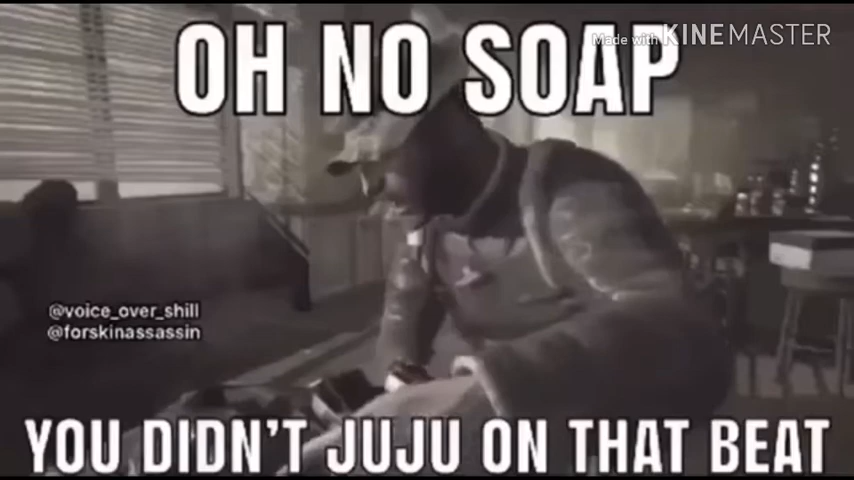 Made with KINEMASTER
OH NO SOAP
@voice_over_shill
@forskinassassin
YOU DIDN'T JUJU ON THAT BEAT